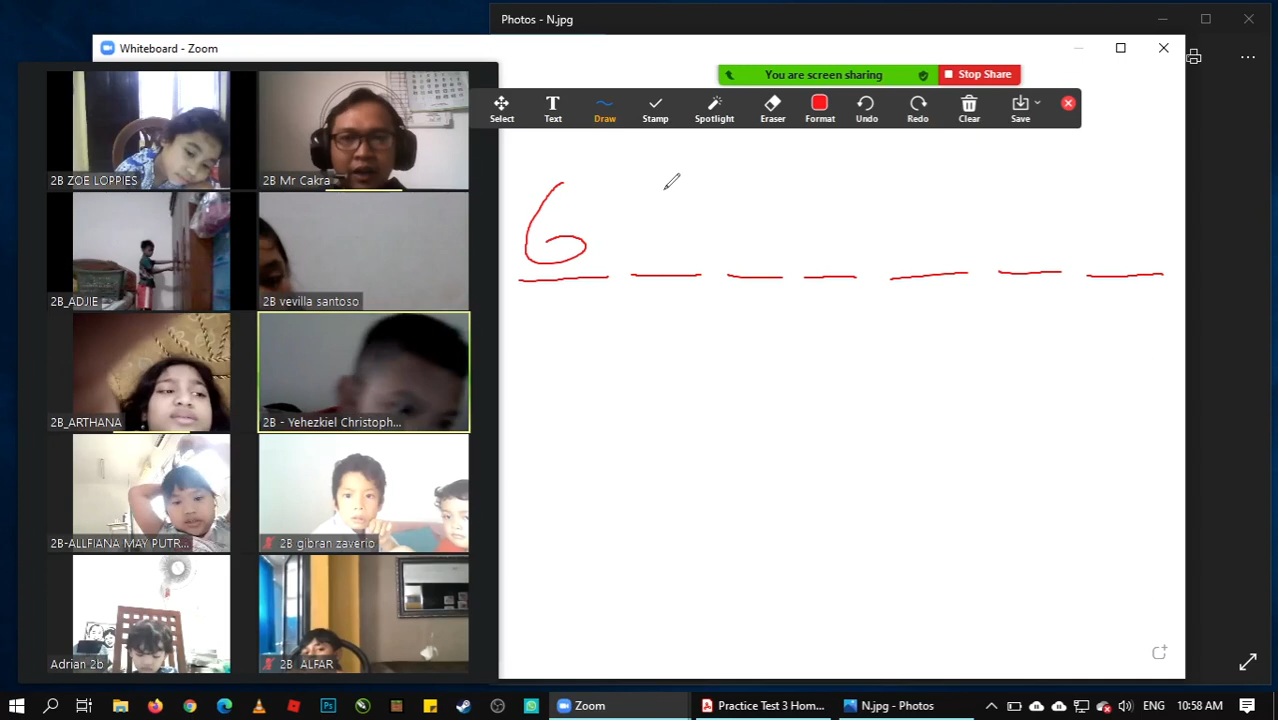 Photos - N.jpg
Whiteboard - Zoom
You are screen sharing
Stop Share
Select
Text
Draw
Stamp
Spotlight
Eraser
Format
Undo
Redo
Clear
Save
2B ZOE LOPPIES
2B Mr Cakra
2B_ADJIE
vevilla santoso
2B_ARTHANA
2B - Yehezkiel Christoph...
2B-ALLFIANA MAY PUTR...
2B gibran zaverio
Adrian 2b
2B ALFAR
6
Zoom
Practice Test 3 Hom...
N.jpg - Photos
ENG
10:58 AM